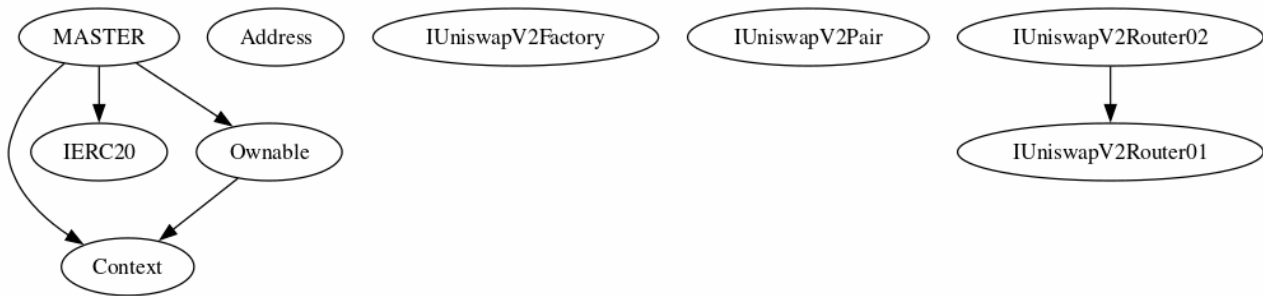 MASTER
Address
IUniswapV2Factory
IUniswapV2Pair
IUniswapV2Router02
IERC20
Ownable
IUniswapV2Router01
Context